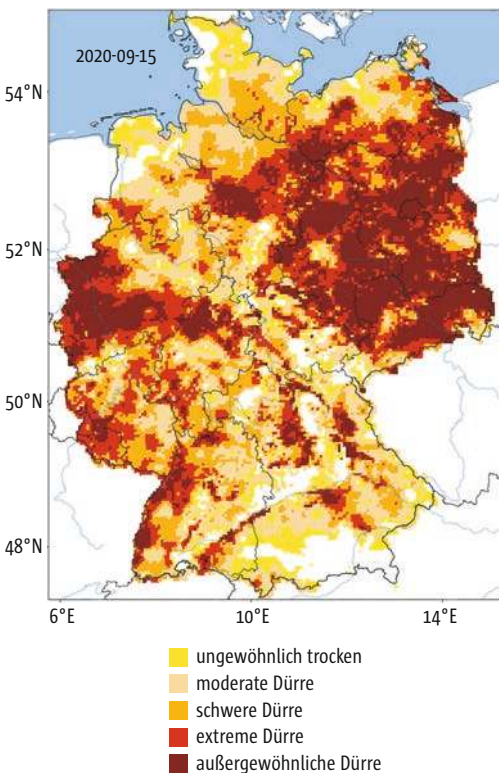 2020-09-15
54°N
52°N
50°N
48°N
6°E 10°E 14°E
ungewöhnlich trocken
moderate Dürre
schwere Dürre
extreme Dürre
außergewöhnliche Dürre